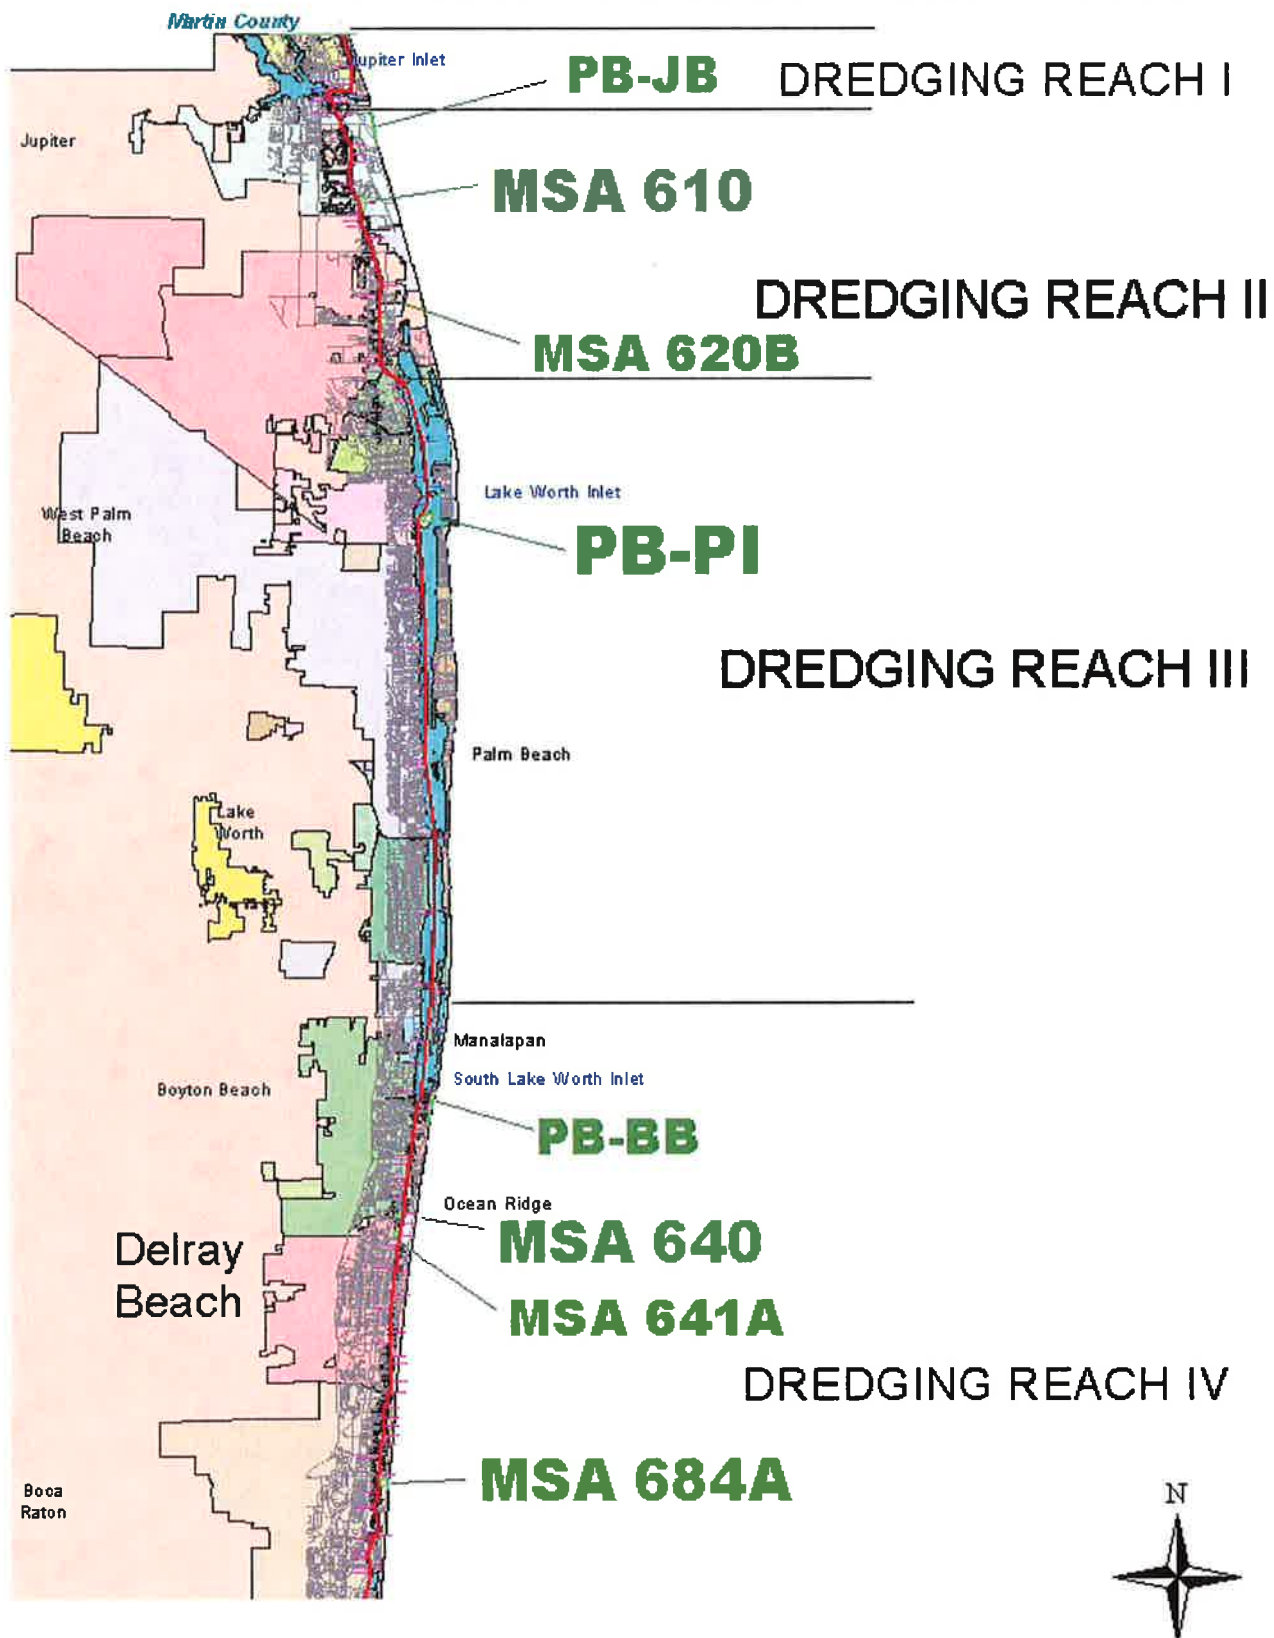 Martin County
Jupiter Inlet
PB-JB
DREDGING REACH I
Jupiter
MSA 610
DREDGING REACH II
MSA 620B
Lake Worth Inlet
West Palm
Beach
PB-PI
DREDGING REACH III
Palm Beach
Lake
Worth
Manalapan
South Lake Worth Inlet
Boyton Beach
PB-BB
Ocean Ridge
MSA 640
Delray
Beach
MSA 641A
DREDGING REACH IV
MSA 684A
Boca
Raton
N